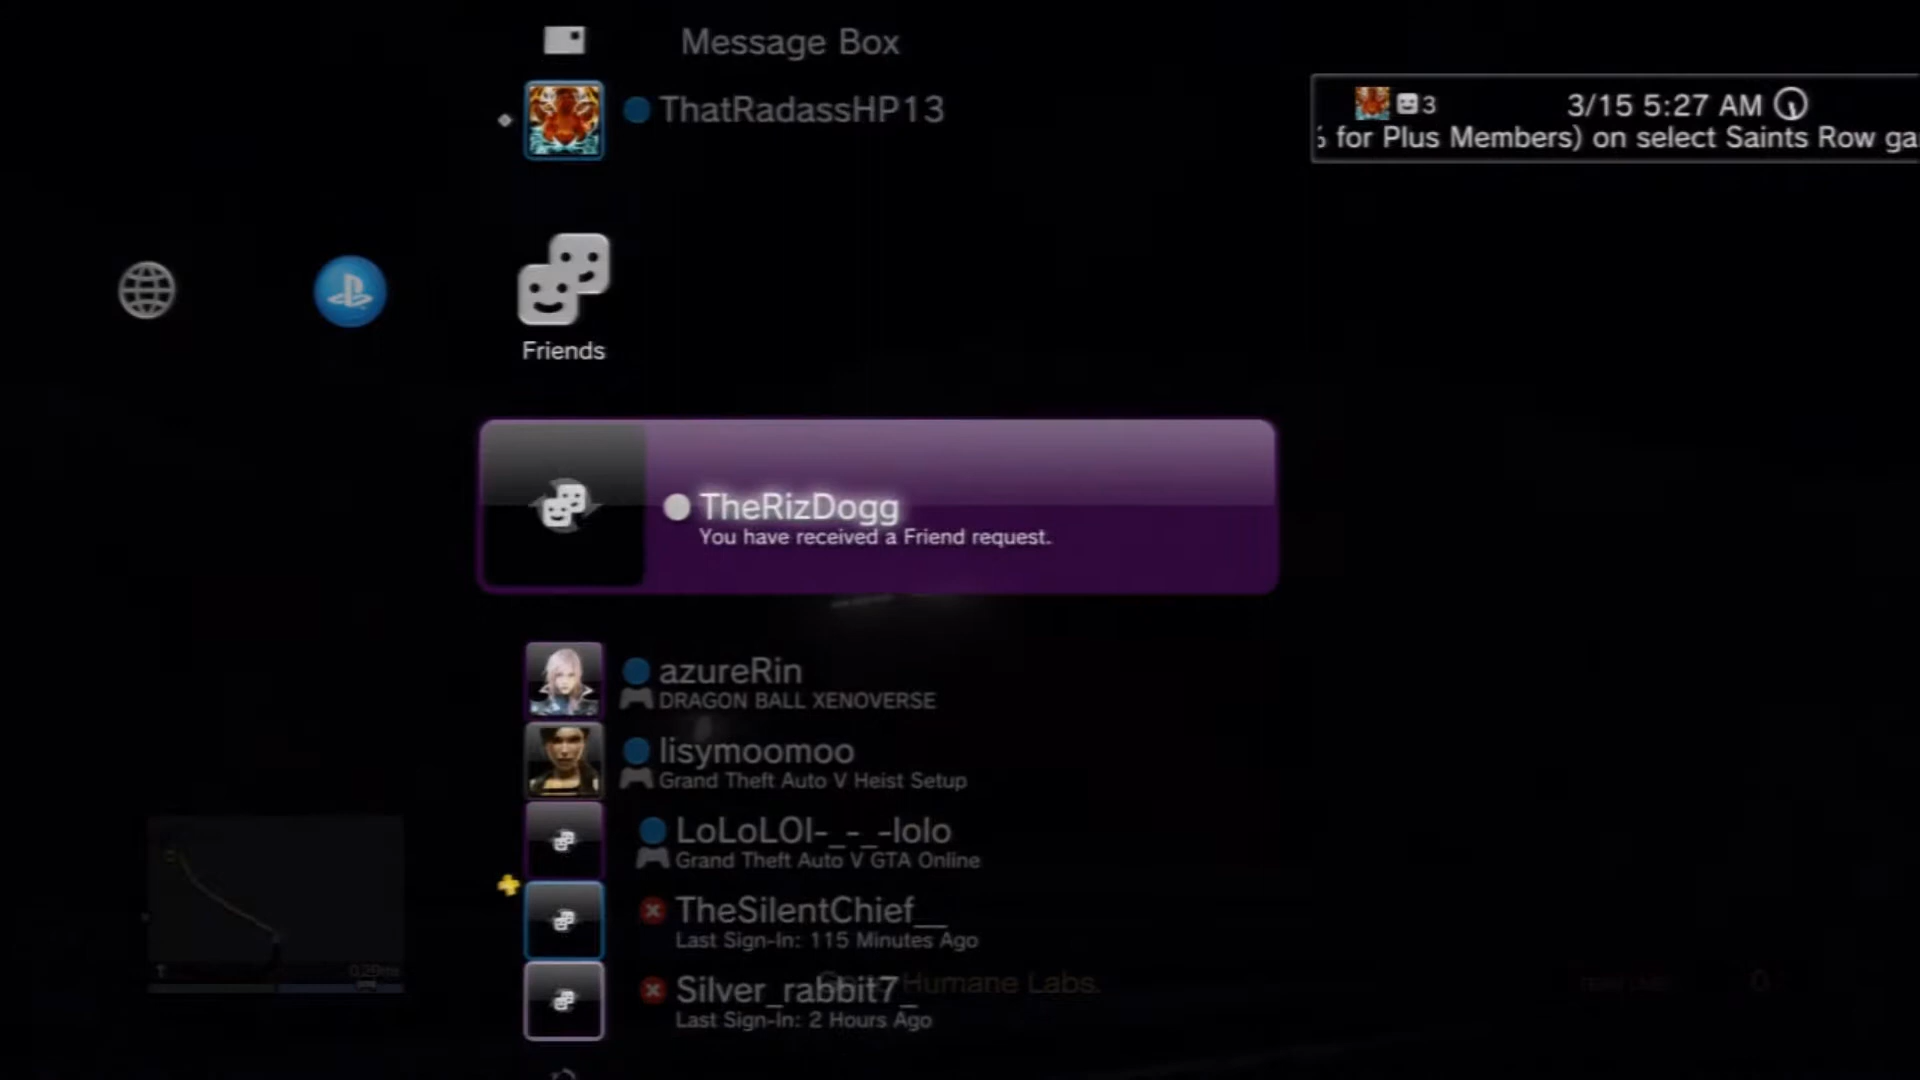 Message Box
ThatRadassHP13
3
3/15 5:27 AM
for Plus Members) on select Saints Row ga
Friends
TheRizDogg
You have received a Friend request.
azureRin
DRAGON BALL XENOVERSE
lisymoomoo
Grand Theft Auto V Heist Setup
LoLoLOl-_-_-lolo
Grand Theft Auto V GTA Online
TheSilentChief__
Last Sign-In: 115 Minutes Ago
Silver_rabbit7_
Humane Labs.
Last Sign-In: 2 Hours Ago